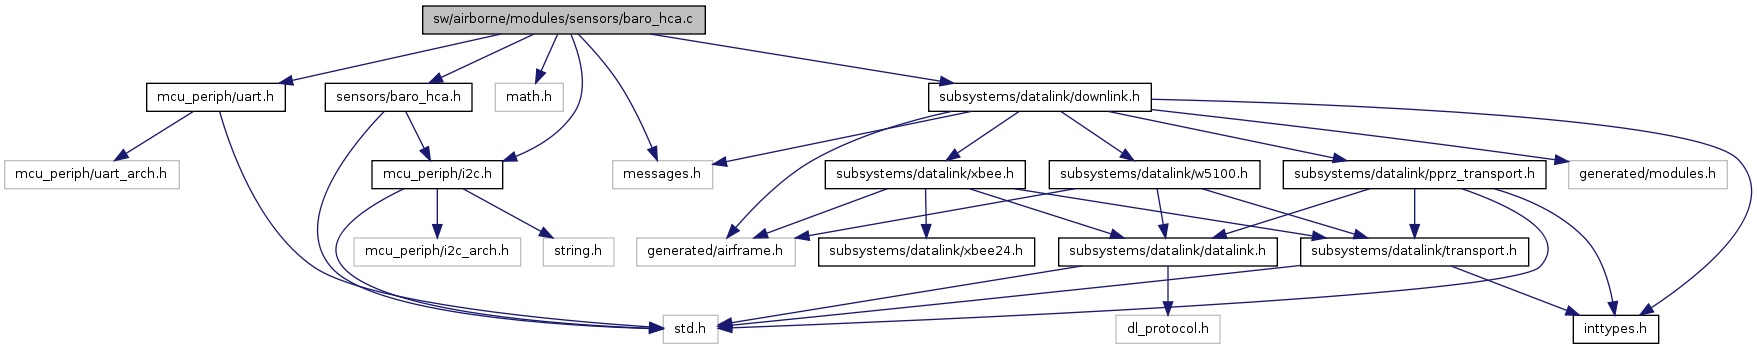 sw/airborne/modules/sensors/baro_hca.c
mcu_periph/uart.h
sensors/baro_hca.h
math.h
subsystems/datalink/downlink.h
mcu_periph/uart_arch.h
mcu_periph/i2c.h
messages.h
subsystems/datalink/xbee.h
subsystems/datalink/w5100.h
subsystems/datalink/pprz_transport.h
generated/modules.h
mcu_periph/i2c_arch.h
string.h
generated/airframe.h
subsystems/datalink/xbee24.h
subsystems/datalink/datalink.h
subsystems/datalink/transport.h
std.h
dl_protocol.h
inttypes.h